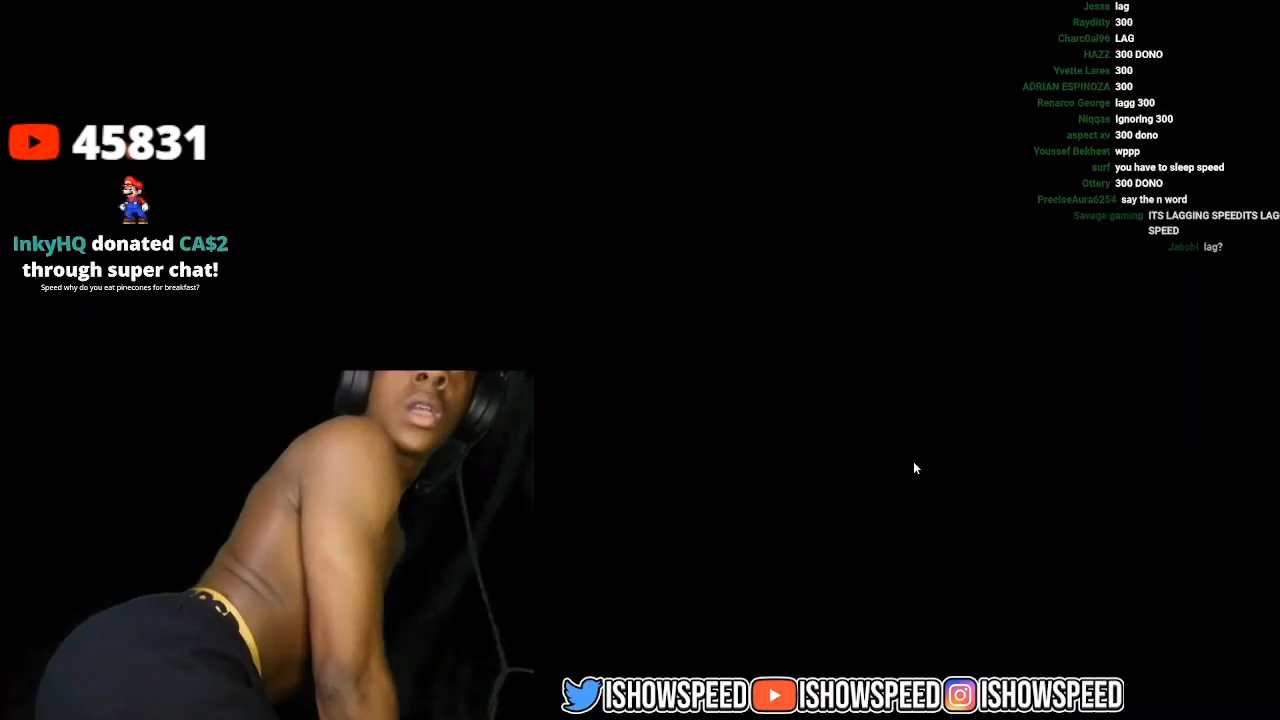 45831
InkyHQ donated CA$2
through super chat!
Speed why do you eat pinecones for breakfast?
Jesse lag
Rayditty 300
Charc0al96 LAG
HAZZ 300 DONO
Yvette Lares 300
ADRIAN ESPINOZA 300
Renarco George lagg 300
Niqqas Ignoring 300
aspect xv 300 dono
Youssef Bekheet wppp
surf you have to sleep speed
Ottery 300 DONO
PreciseAura6254 say the n word
Savage gaming ITS LAGGING SPEEDITS LAG
SPEED
Jakobi lag?
ISHOWSPEED ISHOWSPEED ISHOWSPEED